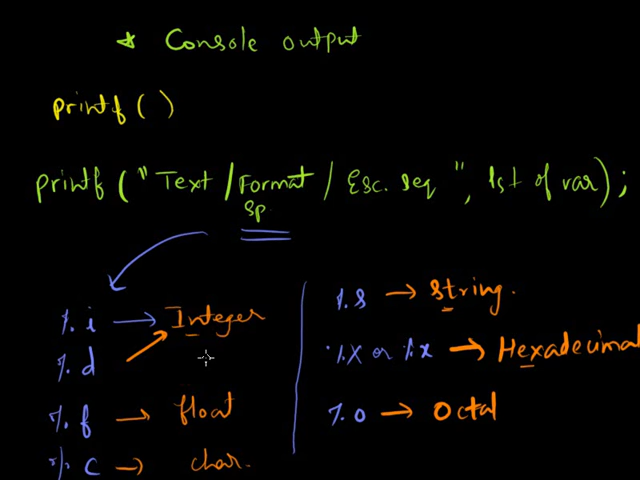 * Console output
printf ( )
printf ( " Text / Format / Esc. seq " , lst of var ) ;
sp.
%i → Integer
%d
%f → float
%c → char.
%s → string.
%X or %x → Hexadecimal
%o → Octal